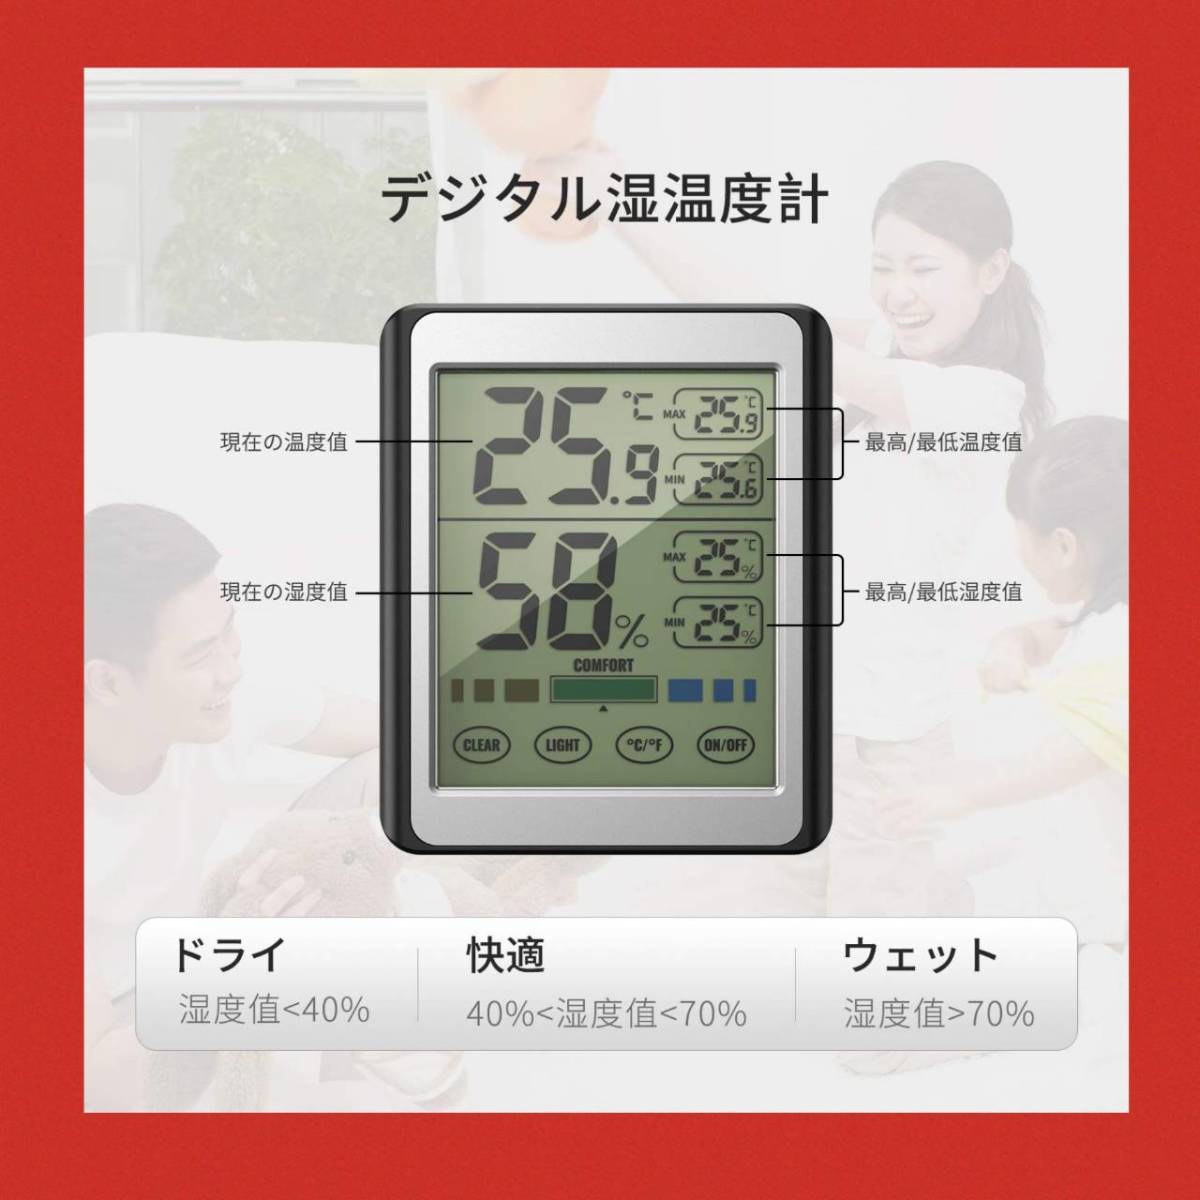 デジタル湿温度計
現在の温度値
25.9 °C
MAX 25.9 °C
MIN 25.6 °C
最高/最低温度值
現在の湿度値
58 %
MAX 25 °C %
MIN 25 °C %
最高/最低湿度值
COMFORT
CLEAR LIGHT °C/°F ON/OFF
ドライ 快適 ウェット
湿度値<40% 40%<湿度値<70% 湿度値>70%